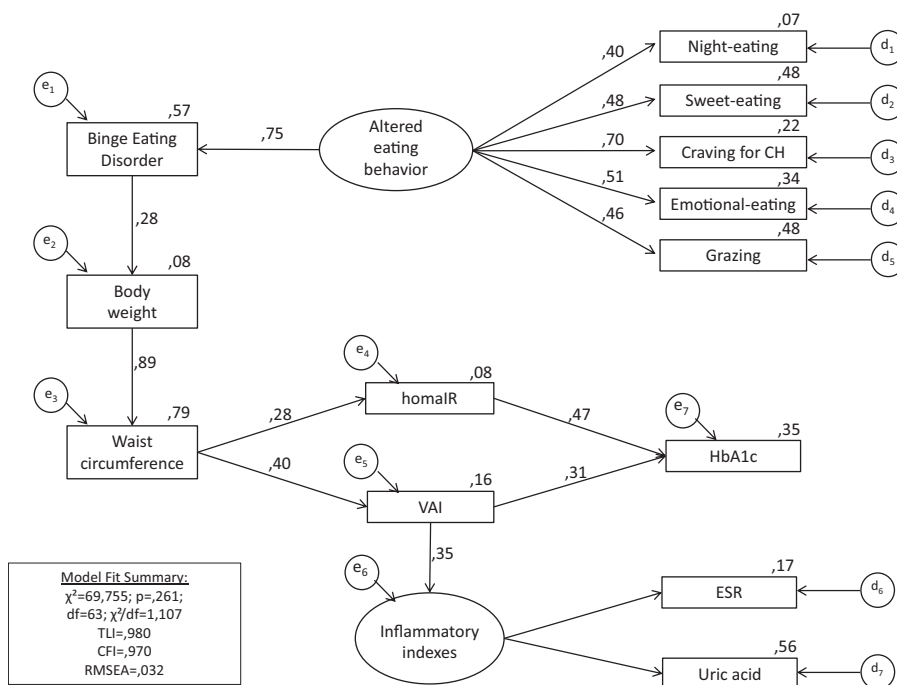 ,07
,40
Night-eating
d1
e1
,48
,57
,48
Sweet-eating
d2
Binge Eating
Disorder
,75
Altered
eating
behavior
,22
,70
Craving for CH
d3
,34
,51
Emotional-eating
d4
,28
,46
,48
Grazing
d5
e2
,08
Body
weight
,89
e4
,08
e3
,79
,28
homaIR
,47
e7
,35
Waist
circumference
HbA1c
,40
e5
,16
,31
VAI
,35
Model Fit Summary:
χ²=69,755; p=,261;
df=63; χ²/df=1,107
TLI=,980
CFI=,970
RMSEA=,032
e6
,17
ESR
d6
Inflammatory
indexes
,56
Uric acid
d7